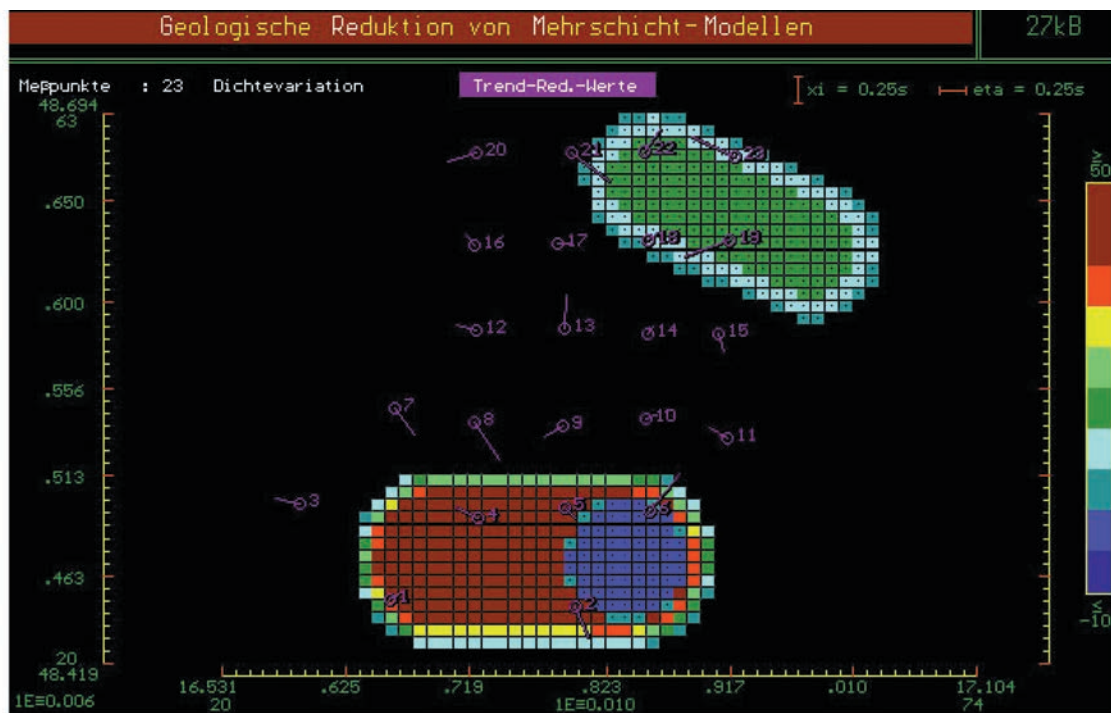 Geologische Reduktion von Mehrschicht-Modellen 27kB
Meßpunkte : 23 Dichtevariation Trend-Red.-Werte xi = 0.25s eta = 0.25s
48.694
63
≥
50
20 21 22 23
.650
16 17 18 19
.600
12 13 14 15
.556
7 8 9 10 11
.513
3 4 5 6
.463
1 2
≤
-10
20
48.419
16.531 .625 .719 .823 .917 .010 17.104
1E≡0.006 20 1E≡0.010 74